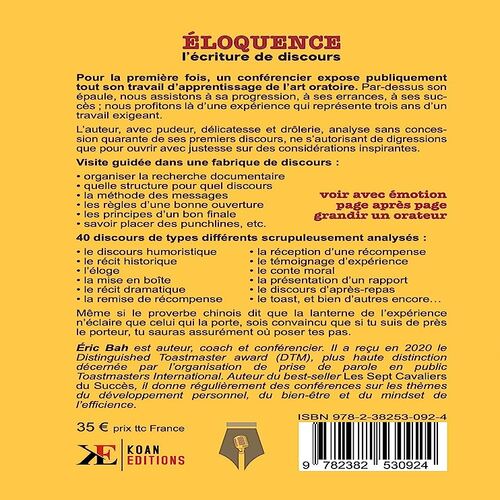 ÉLOQUENCE
l'écriture de discours
Pour la première fois, un conférencier expose publiquement
tout son travail d'apprentissage de l'art oratoire. Par-dessus son
épaule, nous assistons à sa progression, à ses errances, à ses suc-
cès ; nous profitons là d'une expérience qui représente trois ans d'un
travail exigeant.
L'auteur, avec pudeur, délicatesse et drôlerie, analyse sans conces-
sion quarante de ses premiers discours, ne s'autorisant de digressions
que pour ouvrir avec justesse sur des considérations inspirantes.
Visite guidée dans une fabrique de discours :
• organiser la recherche documentaire
• quelle structure pour quel discours
• la méthode des messages
• les règles d'une bonne ouverture
• les principes d'un bon finale
• savoir placer des punchlines, etc.
voir avec émotion
page après page
grandir un orateur
40 discours de types différents scrupuleusement analysés :
• le discours humoristique
• le récit historique
• l'éloge
• la mise en boîte
• le récit dramatique
• la remise de récompense
• la réception d'une récompense
• le témoignage d'expérience
• le conte moral
• la présentation d'un rapport
• le discours d'après-repas
• le toast, et bien d'autres encore…
Même si le proverbe chinois dit que la lanterne de l'expérience
n'éclaire que celui qui la porte, sois convaincu que si tu suis de près
le porteur, tu sauras assurément où poser tes pas.
Éric Bah est auteur, coach et conférencier. Il a reçu en 2020 le
Distinguished Toastmaster award (DTM), plus haute distinction
décernée par l'organisation de prise de parole en public
Toastmasters International. Auteur du best-seller Les Sept Cavaliers
du Succès, il donne régulièrement des conférences sur les thèmes
du développement personnel, du bien-être et du mindset de
l'efficience.
35 € prix ttc France
KE KOAN
EDITIONS
ISBN 978-2-38253-092-4
9 782382 530924